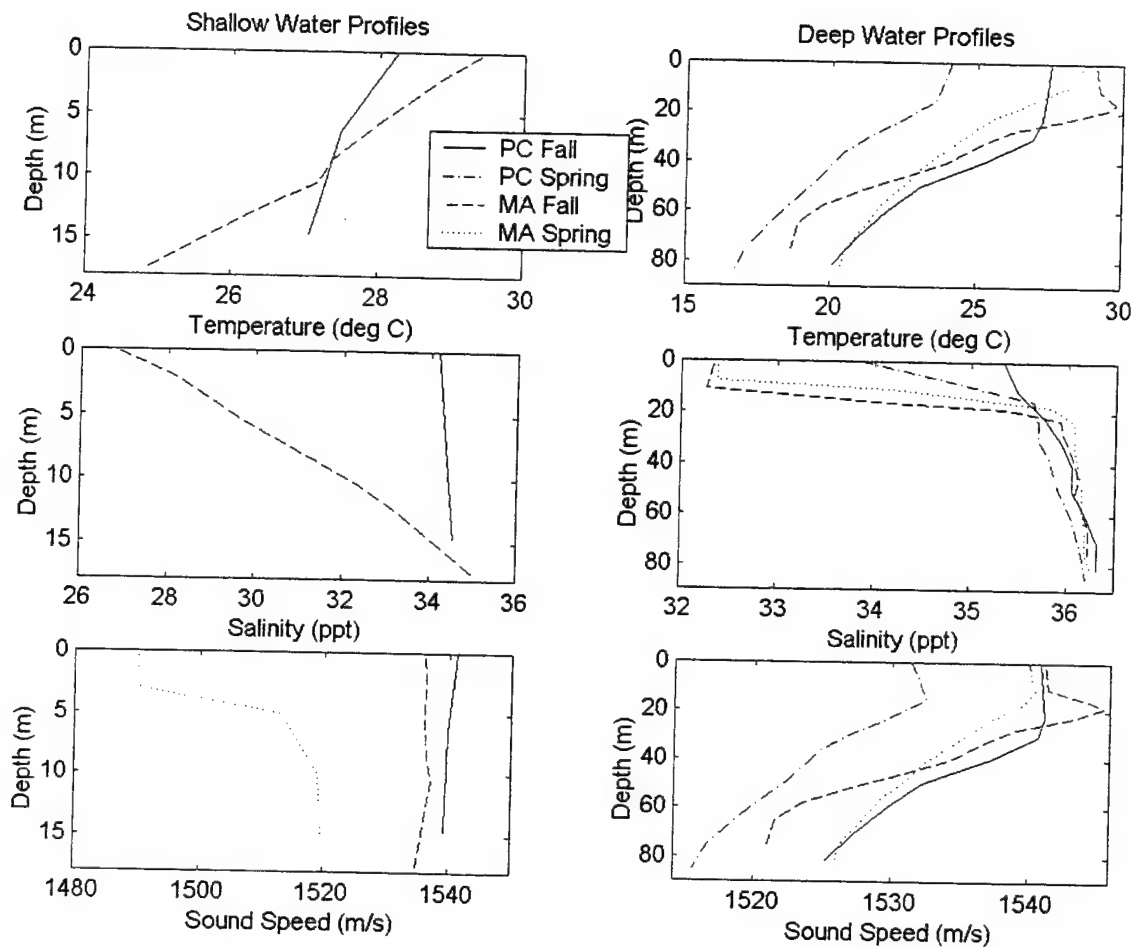 Shallow Water Profiles
0
5
10
15
Depth (m)
24
26
28
30
Temperature (deg C)
PC Fall
PC Spring
MA Fall
MA Spring
Deep Water Profiles
0
20
40
60
80
Depth (m)
15
20
25
30
Temperature (deg C)
0
5
10
15
Depth (m)
26
28
30
32
34
36
Salinity (ppt)
0
20
40
60
80
Depth (m)
32
33
34
35
36
Salinity (ppt)
0
5
10
15
Depth (m)
1480
1500
1520
1540
Sound Speed (m/s)
0
20
40
60
80
Depth (m)
1520
1530
1540
Sound Speed (m/s)